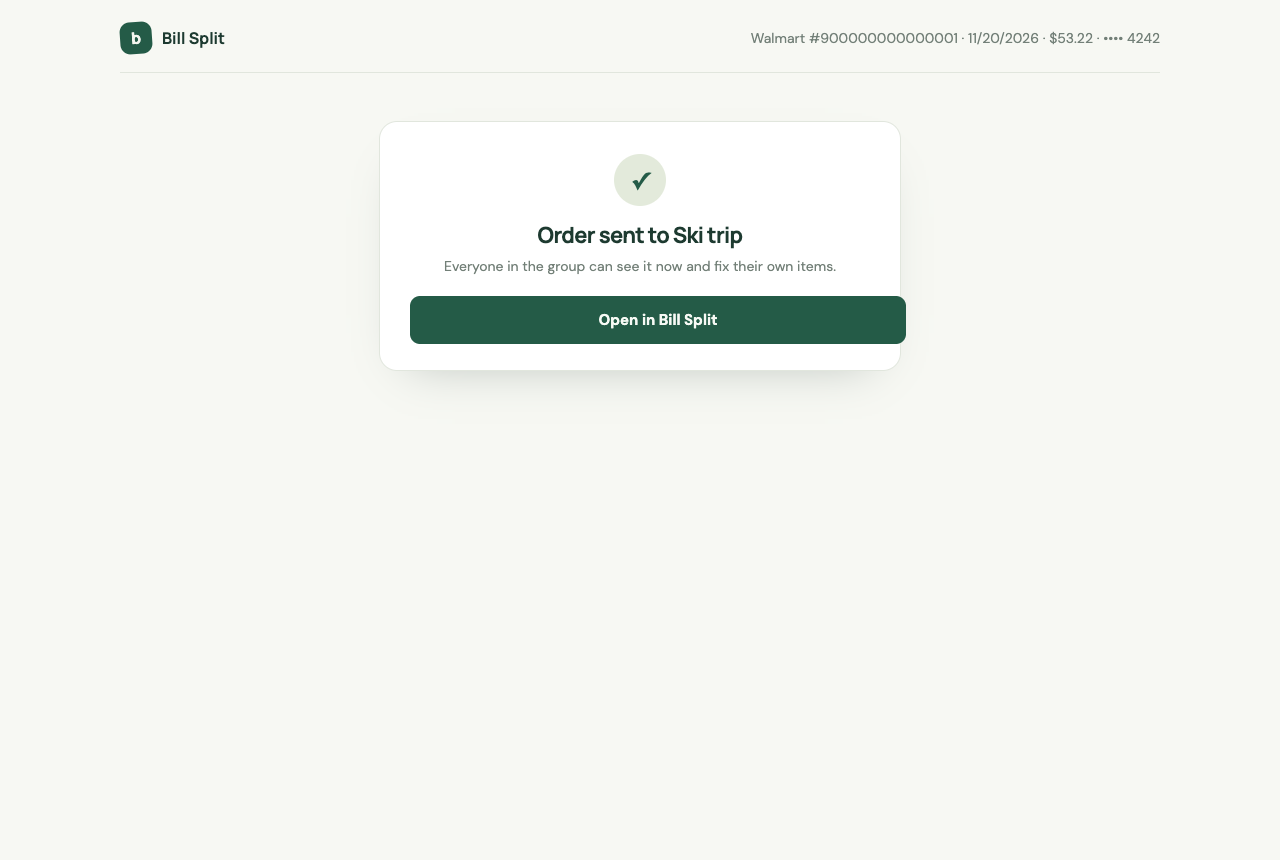 b Bill Split
Walmart #900000000000001 · 11/20/2026 · $53.22 · •••• 4242
✓
Order sent to Ski trip
Everyone in the group can see it now and fix their own items.
Open in Bill Split